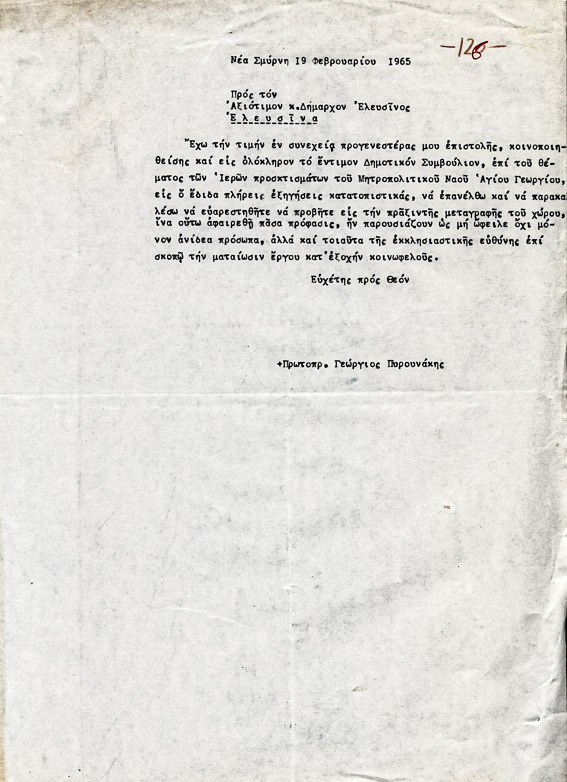 -126-
Νέα Σμύρνη 19 Φεβρουαρίου 1965
Πρός τόν
Ἀξιότιμον κ.Δήμαρχον Ἐλευσῖνος
Ἐ λ ε υ σ ῖ ν α
Ἔχω τήν τιμήν ἐν συνεχείᾳ προγενεστέρας μου ἐπιστολῆς, κοινοποιη-
θείσης καί εἰς ὁλόκληρον τό ἔντιμον Δημοτικόν Συμβούλιον, ἐπί τοῦ θέ-
ματος τῶν Ἱερῶν προσκτισμάτων τοῦ Μητροπολιτικοῦ Ναοῦ Ἁγίου Γεωργίου,
εἰς ὅ ἔδιδα πλήρεις ἐξηγήσεις κατατοπιστικάς, νά ἐπανέλθω καί νά παρακα
λέσω νά εὐαρεστηθῆτε νά προβῆτε εἰς τήν πρᾶξιντῆς μεταγραφῆς τοῦ χώρου,
ἵνα οὕτω ἀφαιρεθῇ πᾶσα πρόφασις, ἥν παρουσιάζουν ὡς μή ὤφειλε ὄχι μό-
νον ἀνίδεα πρόσωπα, ἀλλά καί τοιαῦτα τῆς ἐκκλησιαστικῆς εὐθύνης ἐπί
σκοπῷ τήν ματαίωσιν ἔργου κατ'ἐξοχήν κοινωφελοῦς.
Εὐχέτης πρός Θεόν
+Πρωτοπρ. Γεώργιος Πυρουνάκης